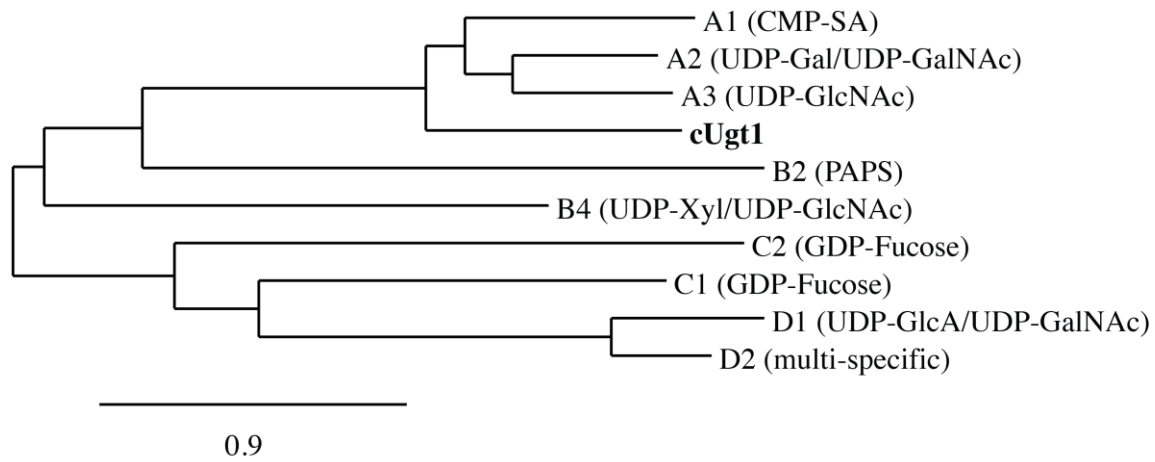 A1 (CMP-SA)
A2 (UDP-Gal/UDP-GalNAc)
A3 (UDP-GlcNAc)
cUgt1
B2 (PAPS)
B4 (UDP-Xyl/UDP-GlcNAc)
C2 (GDP-Fucose)
C1 (GDP-Fucose)
D1 (UDP-GlcA/UDP-GalNAc)
D2 (multi-specific)
0.9